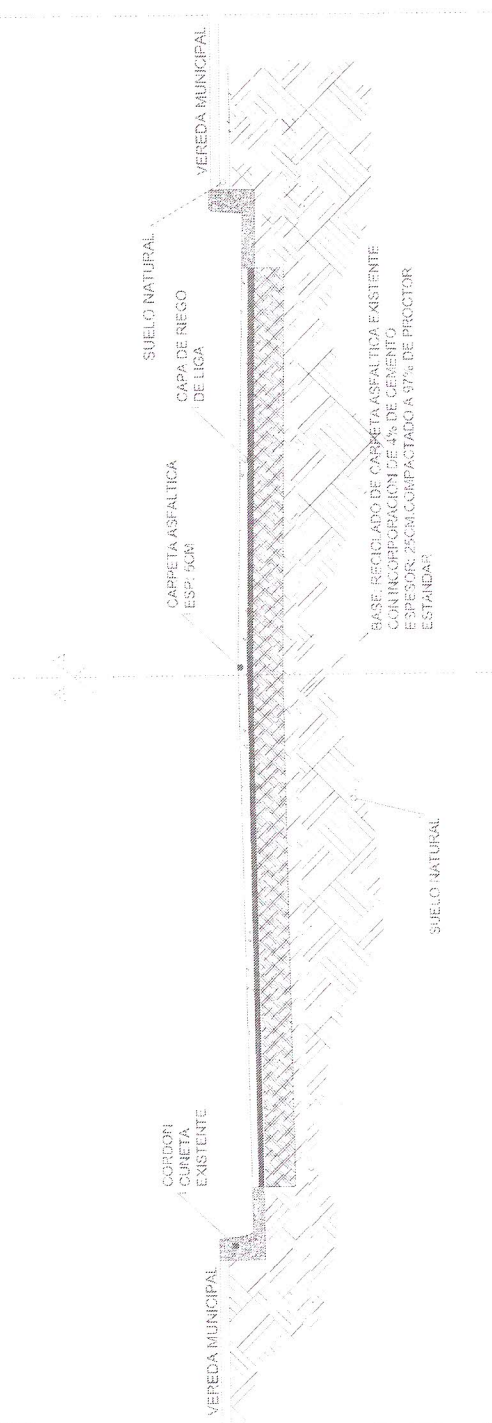 VEREDA MUNICIPAL
CORDON
CUNETA
EXISTENTE
CARPETA ASFALTICA
ESP: 5CM
SUELO NATURAL
CAPA DE RIEGO
DE LIGA
VEREDA MUNICIPAL
SUELO NATURAL
BASE: RECICLADO DE CARPETA ASFALTICA EXISTENTE
CON INCORPORACION DE 4% DE CEMENTO
ESPESOR: 25CM COMPACTADO A 97% DE PROCTOR
ESTANDAR